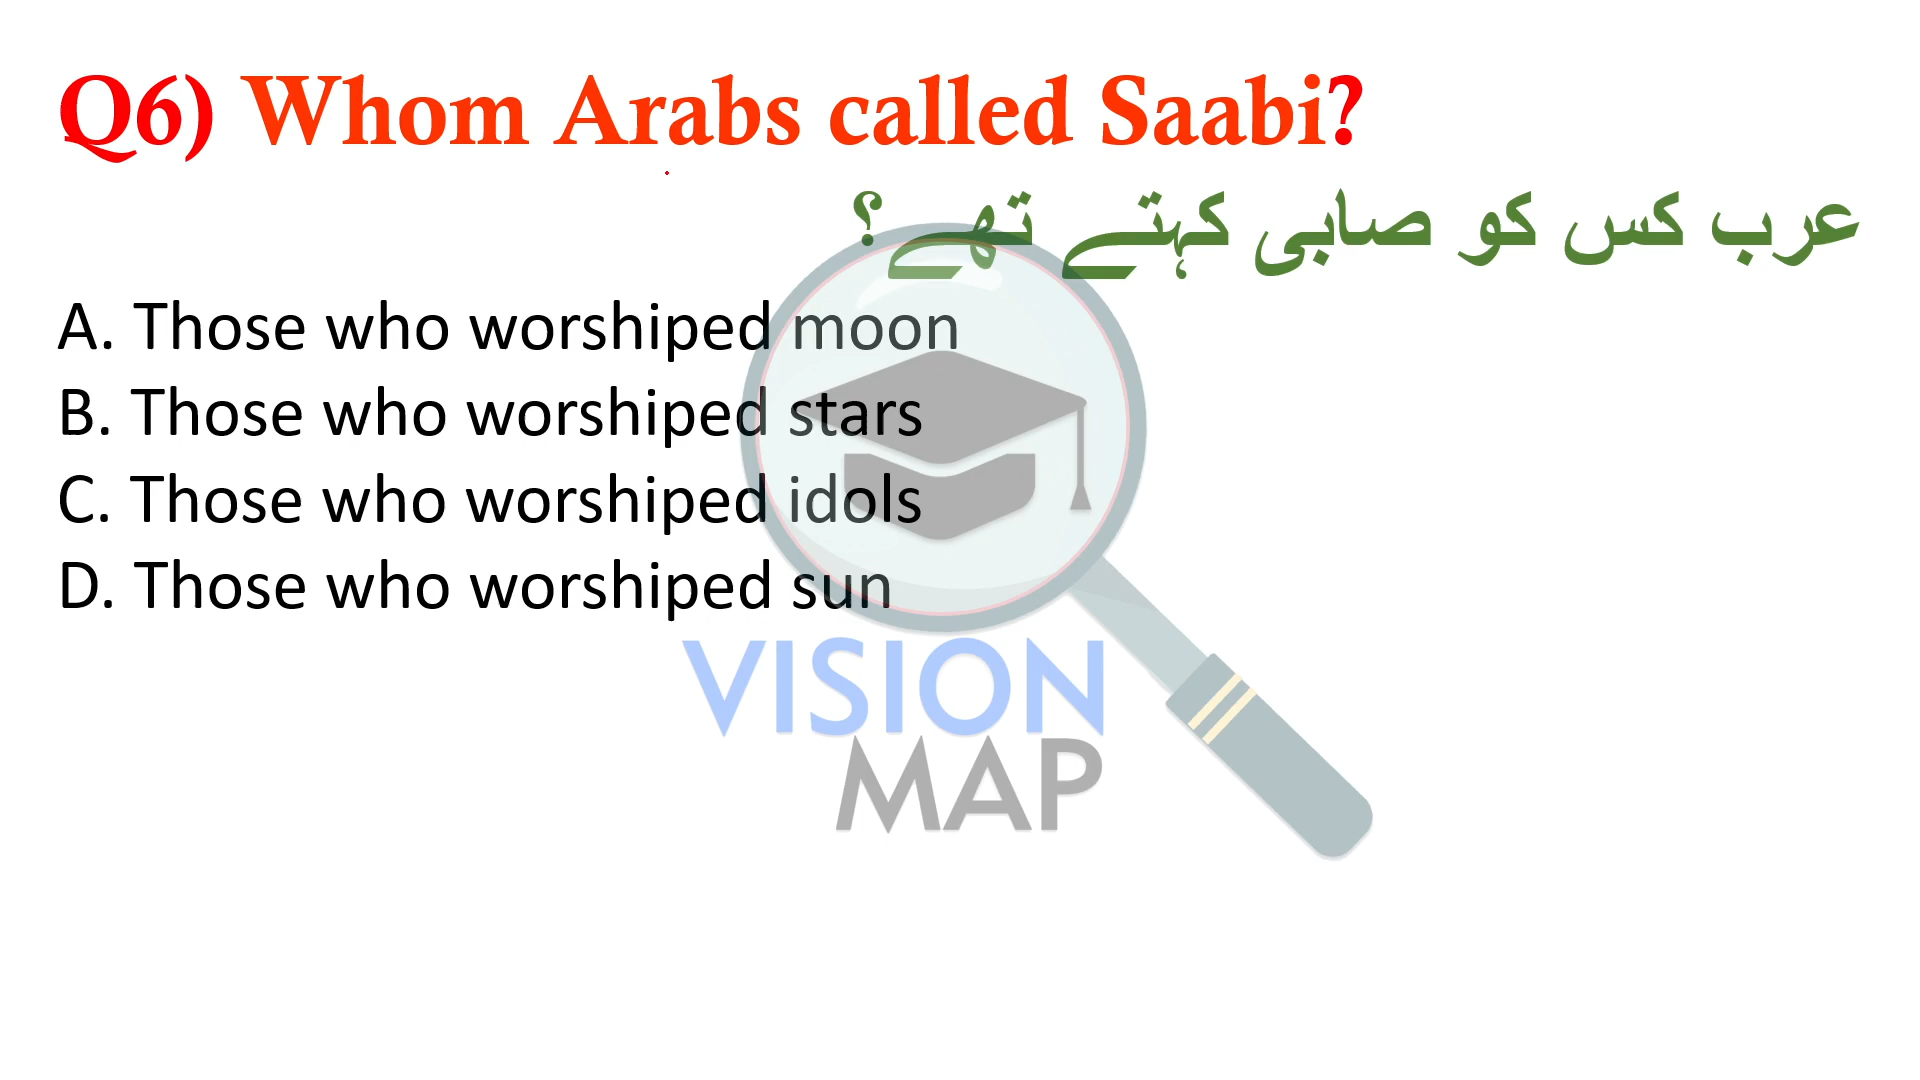 Q6) Whom Arabs called Saabi?
عرب کس کو صابی کہتے تھے؟
A. Those who worshiped moon
B. Those who worshiped stars
C. Those who worshiped idols
D. Those who worshiped sun
VISION
MAP